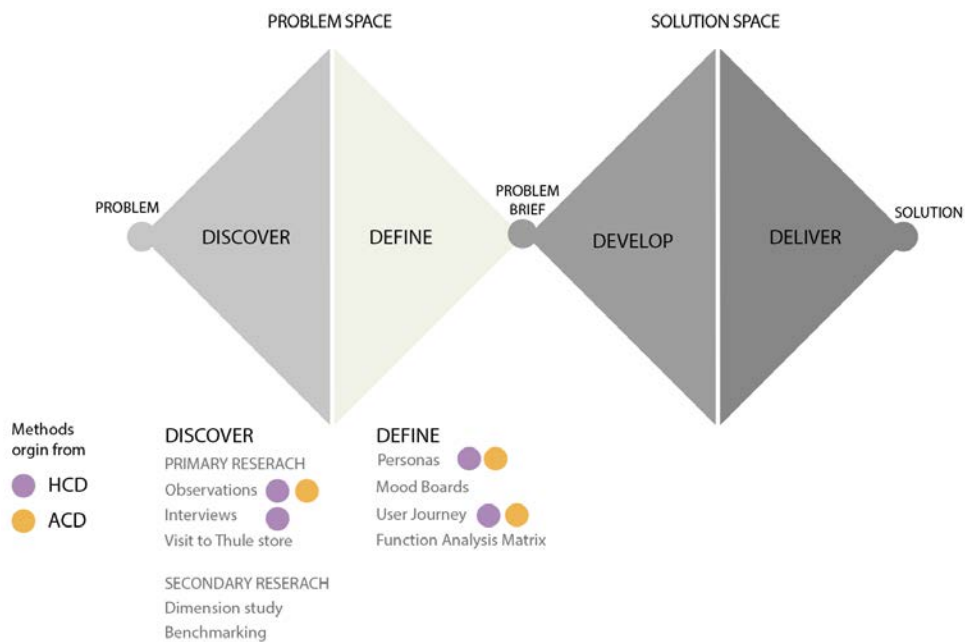 PROBLEM SPACE
SOLUTION SPACE
PROBLEM
DISCOVER
DEFINE
PROBLEM
BRIEF
DEVELOP
DELIVER
SOLUTION
Methods
orgin from
HCD
ACD
DISCOVER
PRIMARY RESERACH
Observations
Interviews
Visit to Thule store
SECONDARY RESERACH
Dimension study
Benchmarking
DEFINE
Personas
Mood Boards
User Journey
Function Analysis Matrix